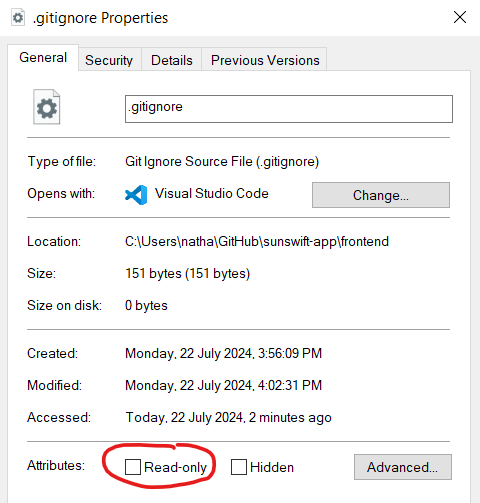 .gitignore Properties
General Security Details Previous Versions
.gitignore
Type of file: Git Ignore Source File (.gitignore)
Opens with: Visual Studio Code Change...
Location: C:\Users\natha\GitHub\sunswift-app\frontend
Size: 151 bytes (151 bytes)
Size on disk: 0 bytes
Created: Monday, 22 July 2024, 3:56:09 PM
Modified: Monday, 22 July 2024, 4:02:31 PM
Accessed: Today, 22 July 2024, 2 minutes ago
Attributes: Read-only Hidden Advanced...